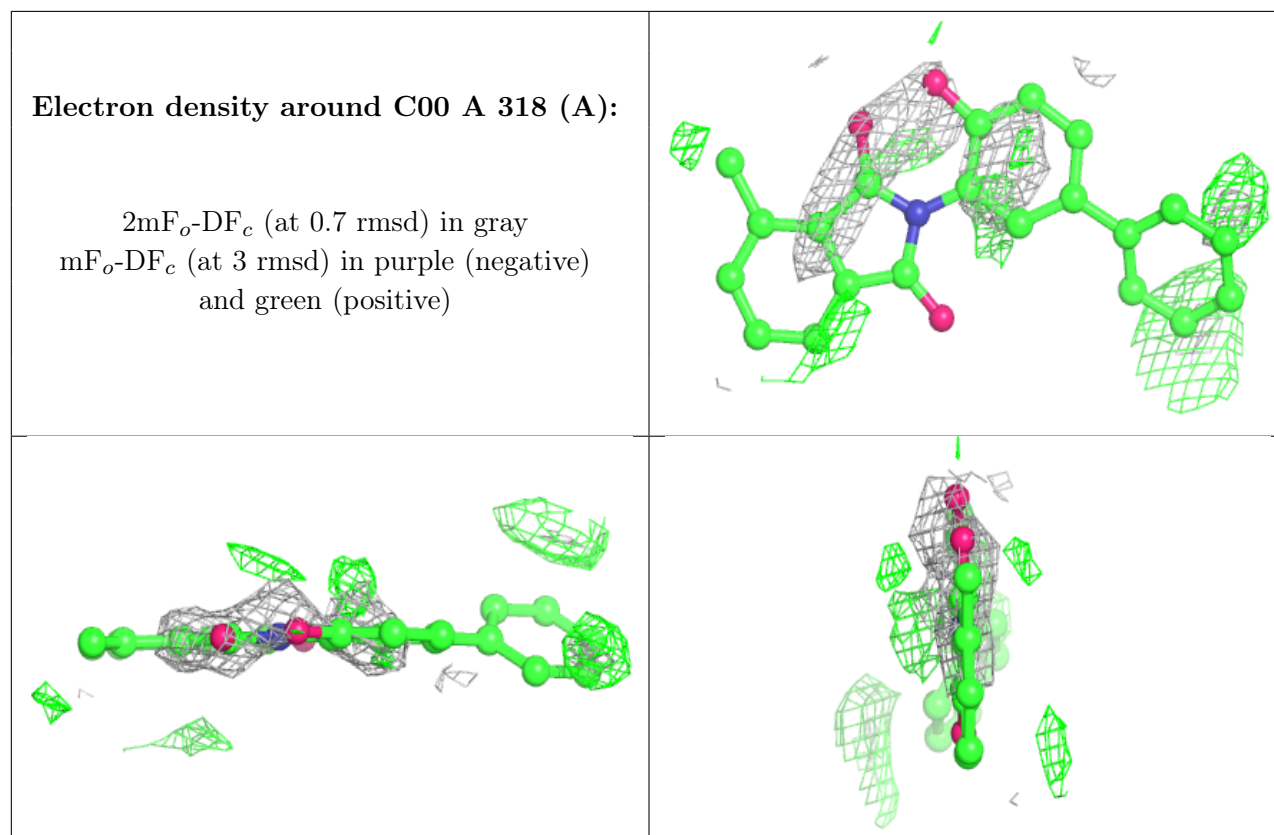 Electron density around C00 A 318 (A):
2mFo-DFc (at 0.7 rmsd) in gray
mFo-DFc (at 3 rmsd) in purple (negative)
and green (positive)